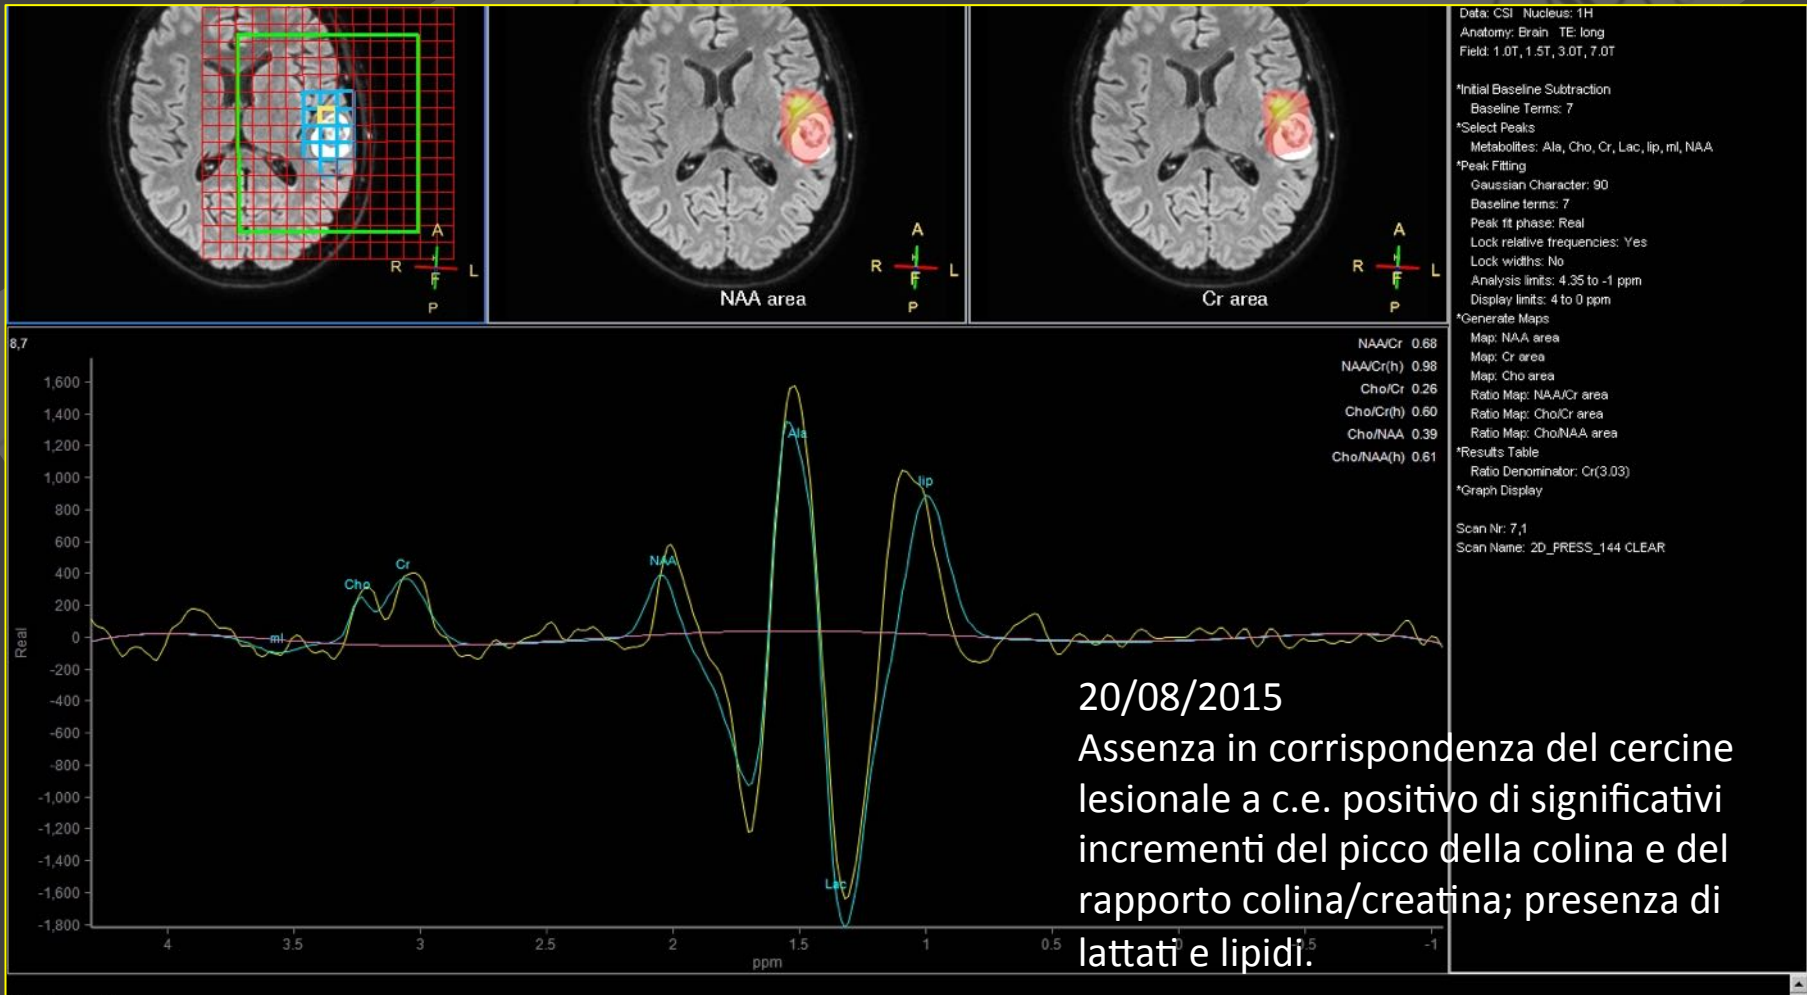 A
R
L
F
P
A
R
L
F
P
NAA area
A
R
L
F
P
Cr area
Data: CSI Nucleus: 1H
Anatomy: Brain TE: long
Field: 1.0T, 1.5T, 3.0T, 7.0T
*Initial Baseline Subtraction
Baseline Terms: 7
*Select Peaks
Metabolites: Ala, Cho, Cr, Lac, lip, mI, NAA
*Peak Fitting
Gaussian Character: 90
Baseline terms: 7
Peak fit phase: Real
Lock relative frequencies: Yes
Lock widths: No
Analysis limits: 4.35 to -1 ppm
Display limits: 4 to 0 ppm
*Generate Maps
Map: NAA area
Map: Cr area
Map: Cho area
Ratio Map: NAA/Cr area
Ratio Map: Cho/Cr area
Ratio Map: Cho/NAA area
*Results Table
Ratio Denominator: Cr(3.03)
*Graph Display
Scan Nr: 7,1
Scan Name: 2D_PRESS_144 CLEAR
8,7
NAA/Cr 0.68
NAA/Cr(h) 0.98
Cho/Cr 0.26
Cho/Cr(h) 0.60
Cho/NAA 0.39
Cho/NAA(h) 0.61
1,600
1,400
1,200
1,000
800
600
400
200
0
-200
-400
-600
-800
-1,000
-1,200
-1,400
-1,600
-1,800
Real
mI
Cho
Cr
NAA
Ala
Lac
lip
4
3.5
3
2.5
2
1.5
1
0.5
0
-0.5
-1
ppm
20/08/2015
Assenza in corrispondenza del cercine
lesionale a c.e. positivo di significativi
incrementi del picco della colina e del
rapporto colina/creatina; presenza di
lattati e lipidi.